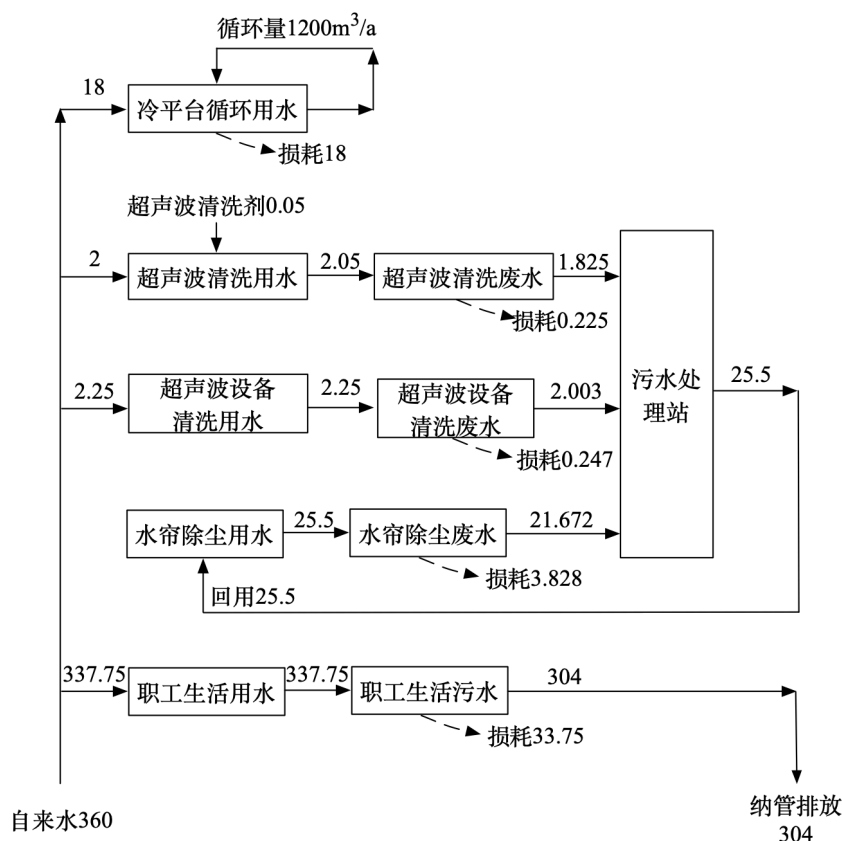 循环量1200m³/a
18
冷平台循环用水
损耗18
超声波清洗剂0.05
2
超声波清洗用水
2.05
超声波清洗废水
1.825
损耗0.225
2.25
超声波设备
清洗用水
2.25
超声波设备
清洗废水
2.003
损耗0.247
污水处
理站
25.5
水帘除尘用水
25.5
水帘除尘废水
21.672
损耗3.828
回用25.5
337.75
职工生活用水
337.75
职工生活污水
304
损耗33.75
自来水360
纳管排放
304